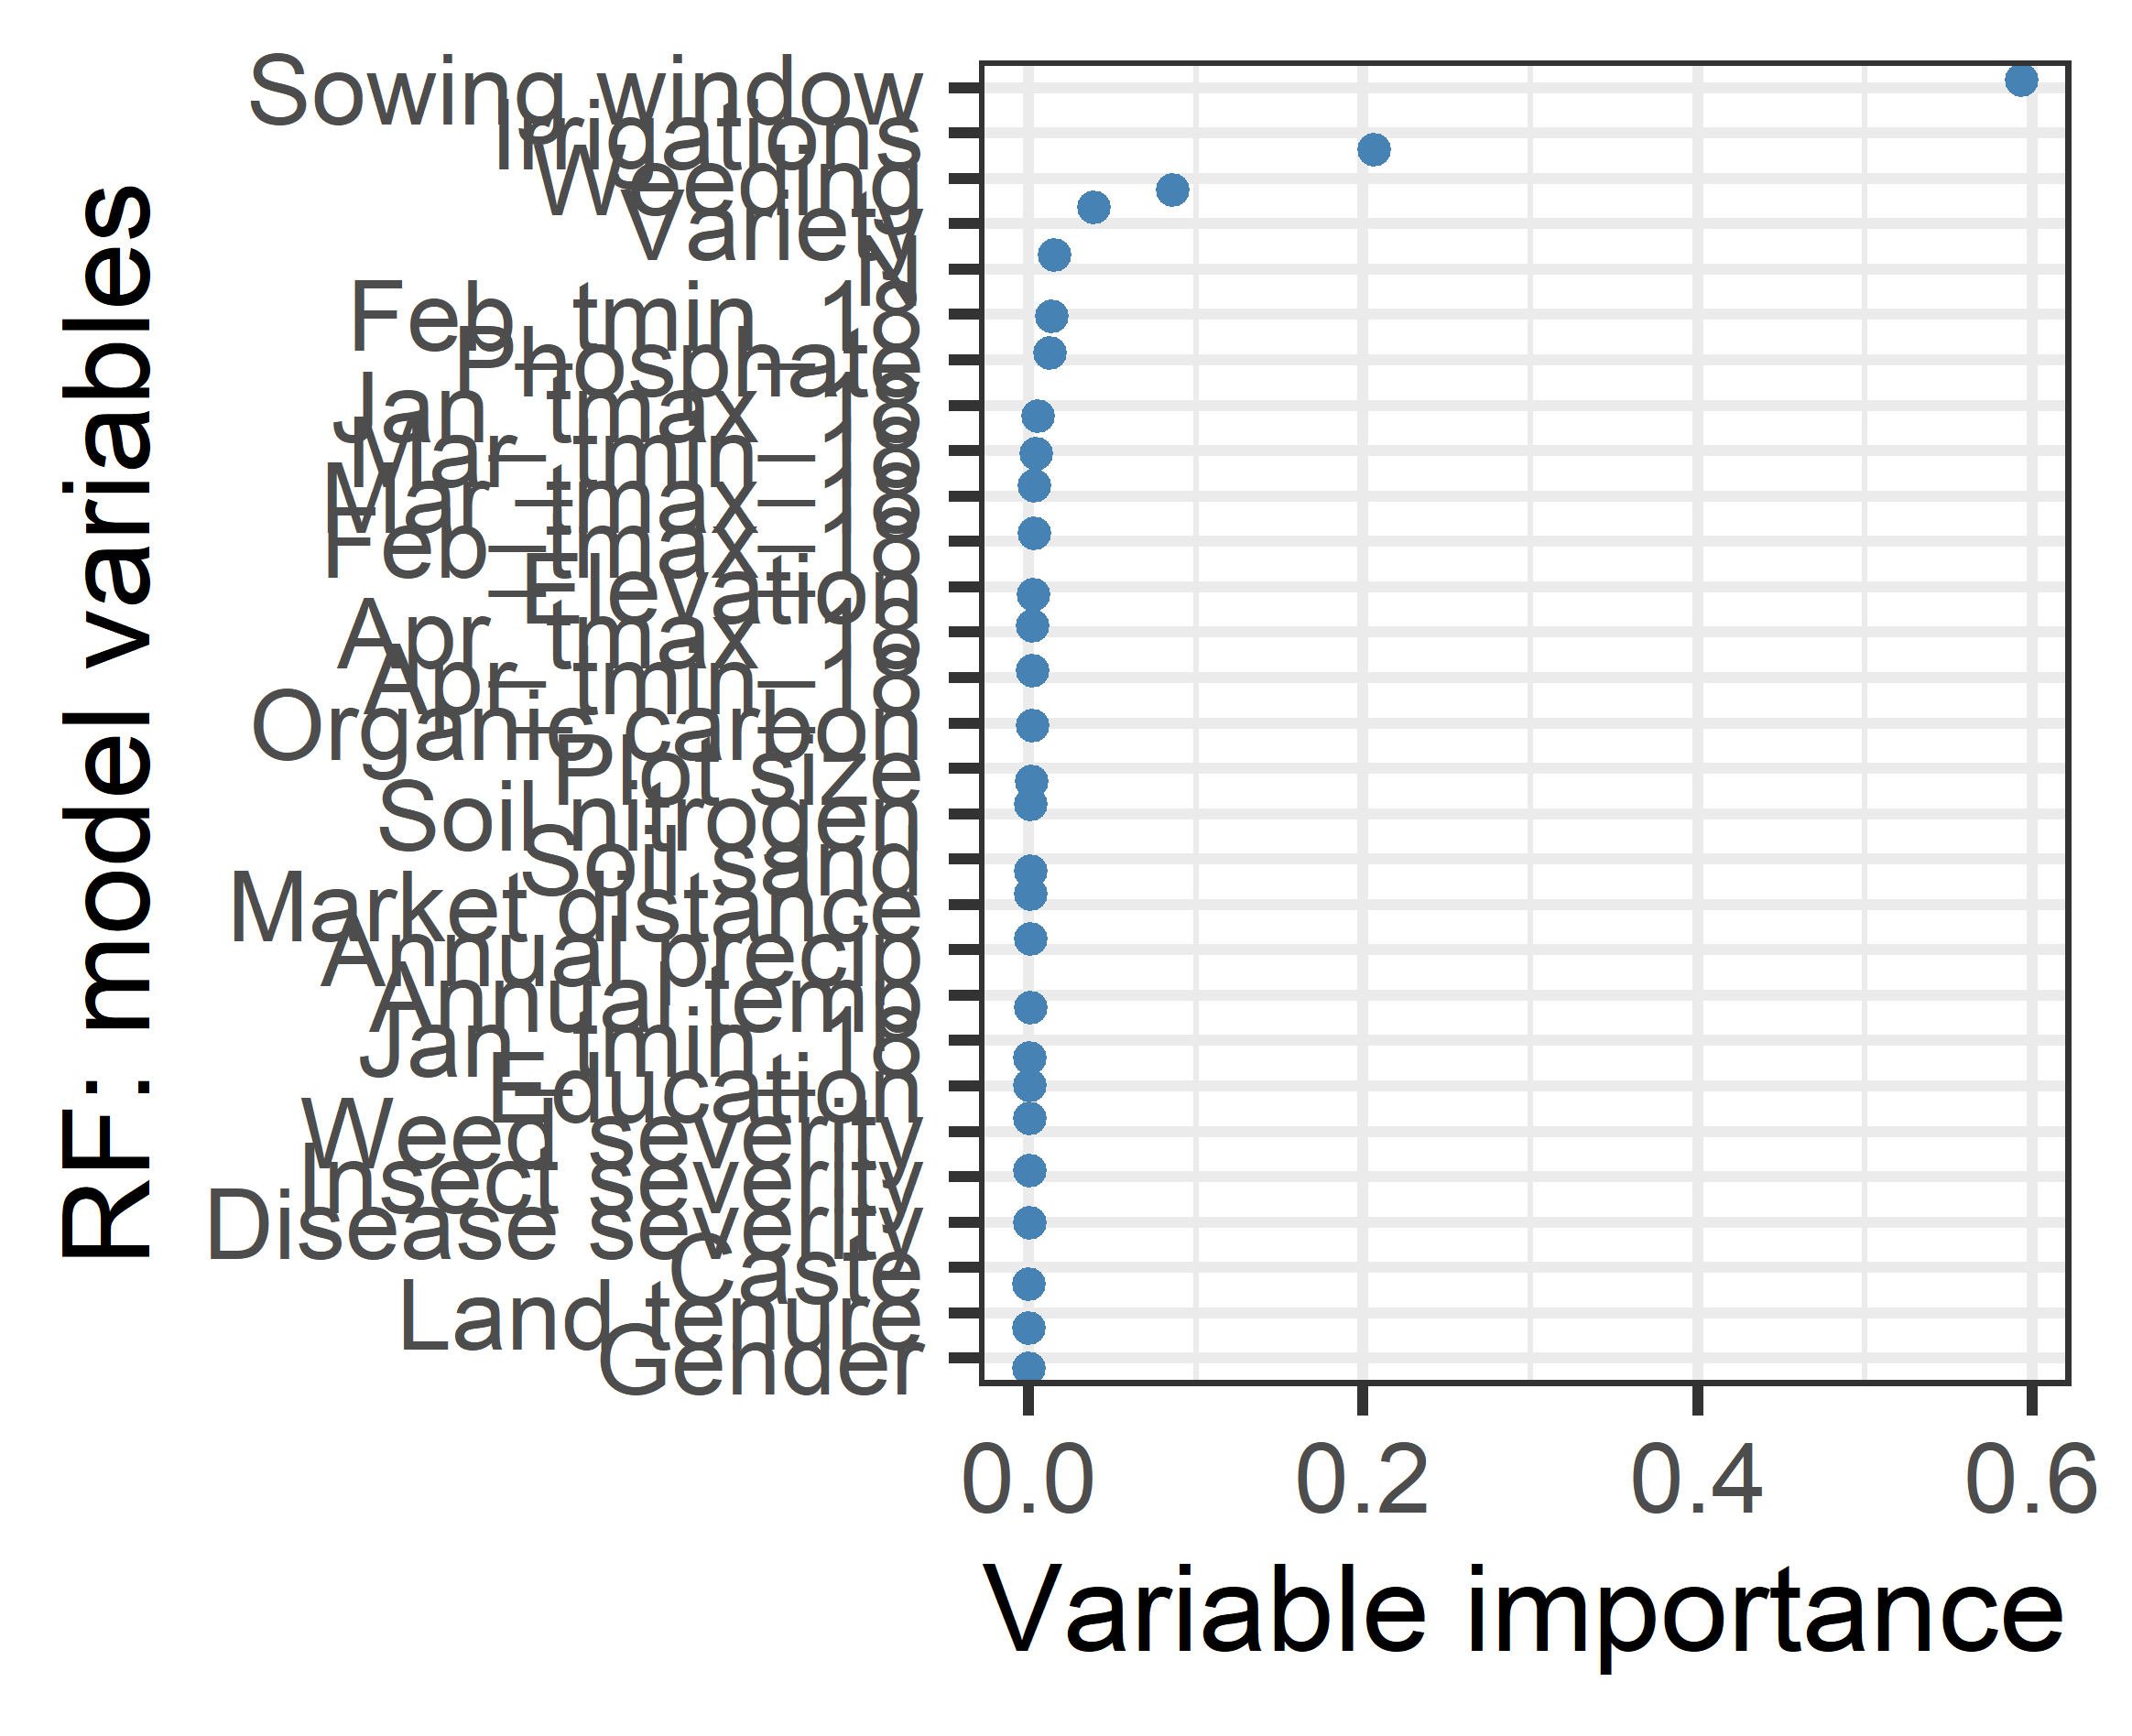 RF: model variables
Sowing window
Irrigations
Weeding
Variety
N
Feb_tmin_18
Phosphate
Jan_tmax_18
Mar_tmin_18
Mar_tmax_18
Feb_tmax_18
Elevation
Apr_tmax_18
Apr_tmin_18
Organic carbon
Plot size
Soil nitrogen
Soil sand
Market distance
Annual precip
Annual temp
Jan_tmin_18
Education
Weed severity
Insect severity
Disease severity
Caste
Land tenure
Gender
0.0 0.2 0.4 0.6
Variable importance